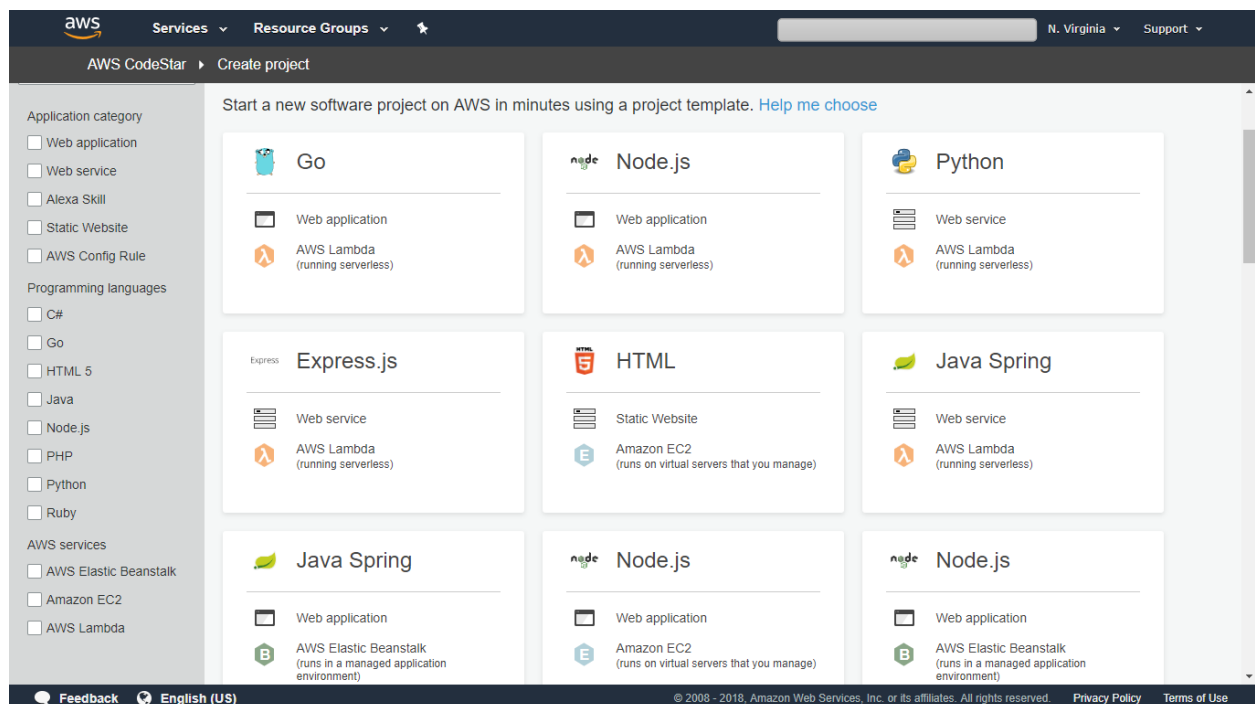 aws
Services
Resource Groups
N. Virginia
Support
AWS CodeStar
Create project
Application category
Web application
Web service
Alexa Skill
Static Website
AWS Config Rule
Programming languages
C#
Go
HTML 5
Java
Node.js
PHP
Python
Ruby
AWS services
AWS Elastic Beanstalk
Amazon EC2
AWS Lambda
Start a new software project on AWS in minutes using a project template. Help me choose
Go
Web application
AWS Lambda
(running serverless)
node
Node.js
Web application
AWS Lambda
(running serverless)
Python
Web service
AWS Lambda
(running serverless)
Express
Express.js
Web service
AWS Lambda
(running serverless)
HTML
5
HTML
Static Website
E
Amazon EC2
(runs on virtual servers that you manage)
Java Spring
Web service
AWS Lambda
(running serverless)
Java Spring
Web application
B
AWS Elastic Beanstalk
(runs in a managed application
environment)
node
Node.js
Web application
E
Amazon EC2
(runs on virtual servers that you manage)
node
Node.js
Web application
B
AWS Elastic Beanstalk
(runs in a managed application
environment)
Feedback
English (US)
© 2008 - 2018, Amazon Web Services, Inc. or its affiliates. All rights reserved.
Privacy Policy
Terms of Use